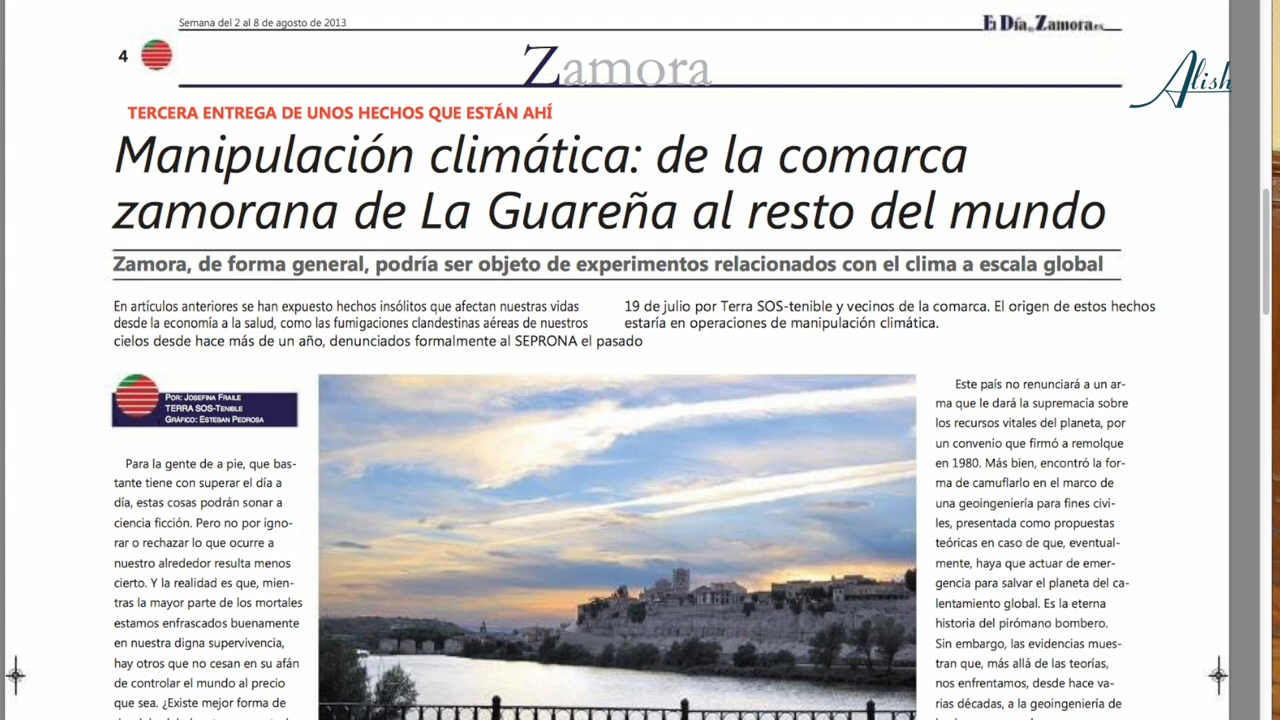 Semana del 2 al 8 de agosto de 2013
El Día de Zamora.es
4
Zamora
Alish
TERCERA ENTREGA DE UNOS HECHOS QUE ESTÁN AHÍ
Manipulación climática: de la comarca
zamorana de La Guareña al resto del mundo
Zamora, de forma general, podría ser objeto de experimentos relacionados con el clima a escala global
En artículos anteriores se han expuesto hechos insólitos que afectan nuestras vidas
desde la economía a la salud, como las fumigaciones clandestinas aéreas de nuestros
cielos desde hace más de un año, denunciados formalmente al SEPRONA el pasado
19 de julio por Terra SOS-tenible y vecinos de la comarca. El origen de estos hechos
estaría en operaciones de manipulación climática.
Por: Josefina Fraile
TERRA SOS-Tenible
Gráfico: Esteban Pedrosa
Para la gente de a pie, que bas-
tante tiene con superar el día a
día, estas cosas podrán sonar a
ciencia ficción. Pero no por igno-
rar o rechazar lo que ocurre a
nuestro alrededor resulta menos
cierto. Y la realidad es que, mien-
tras la mayor parte de los mortales
estamos enfrascados buenamente
en nuestra digna supervivencia,
hay otros que no cesan en su afán
de controlar el mundo al precio
que sea. ¿Existe mejor forma de
Este país no renunciará a un ar-
ma que le dará la supremacía sobre
los recursos vitales del planeta, por
un convenio que firmó a remolque
en 1980. Más bien, encontró la for-
ma de camuflarlo en el marco de
una geoingeniería para fines civi-
les, presentada como propuestas
teóricas en caso de que, eventual-
mente, haya que actuar de emer-
gencia para salvar el planeta del ca-
lentamiento global. Es la eterna
historia del pirómano bombero.
Sin embargo, las evidencias mues-
tran que, más allá de las teorías,
nos enfrentamos, desde hace va-
rias décadas, a la geoingeniería de